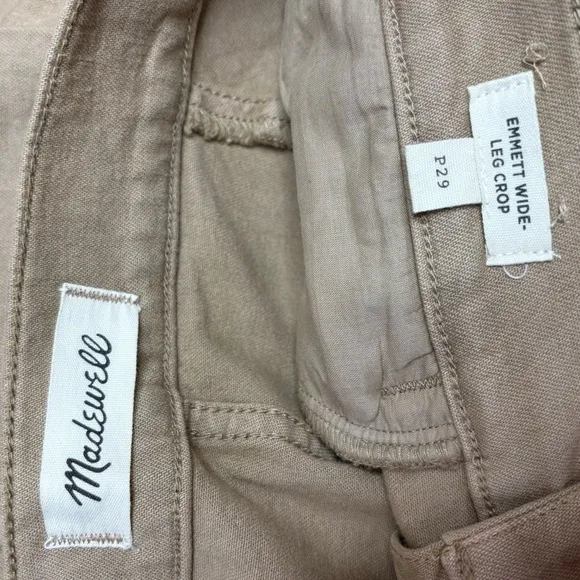 Madewell
P29
EMMETT WIDE-
LEG CROP